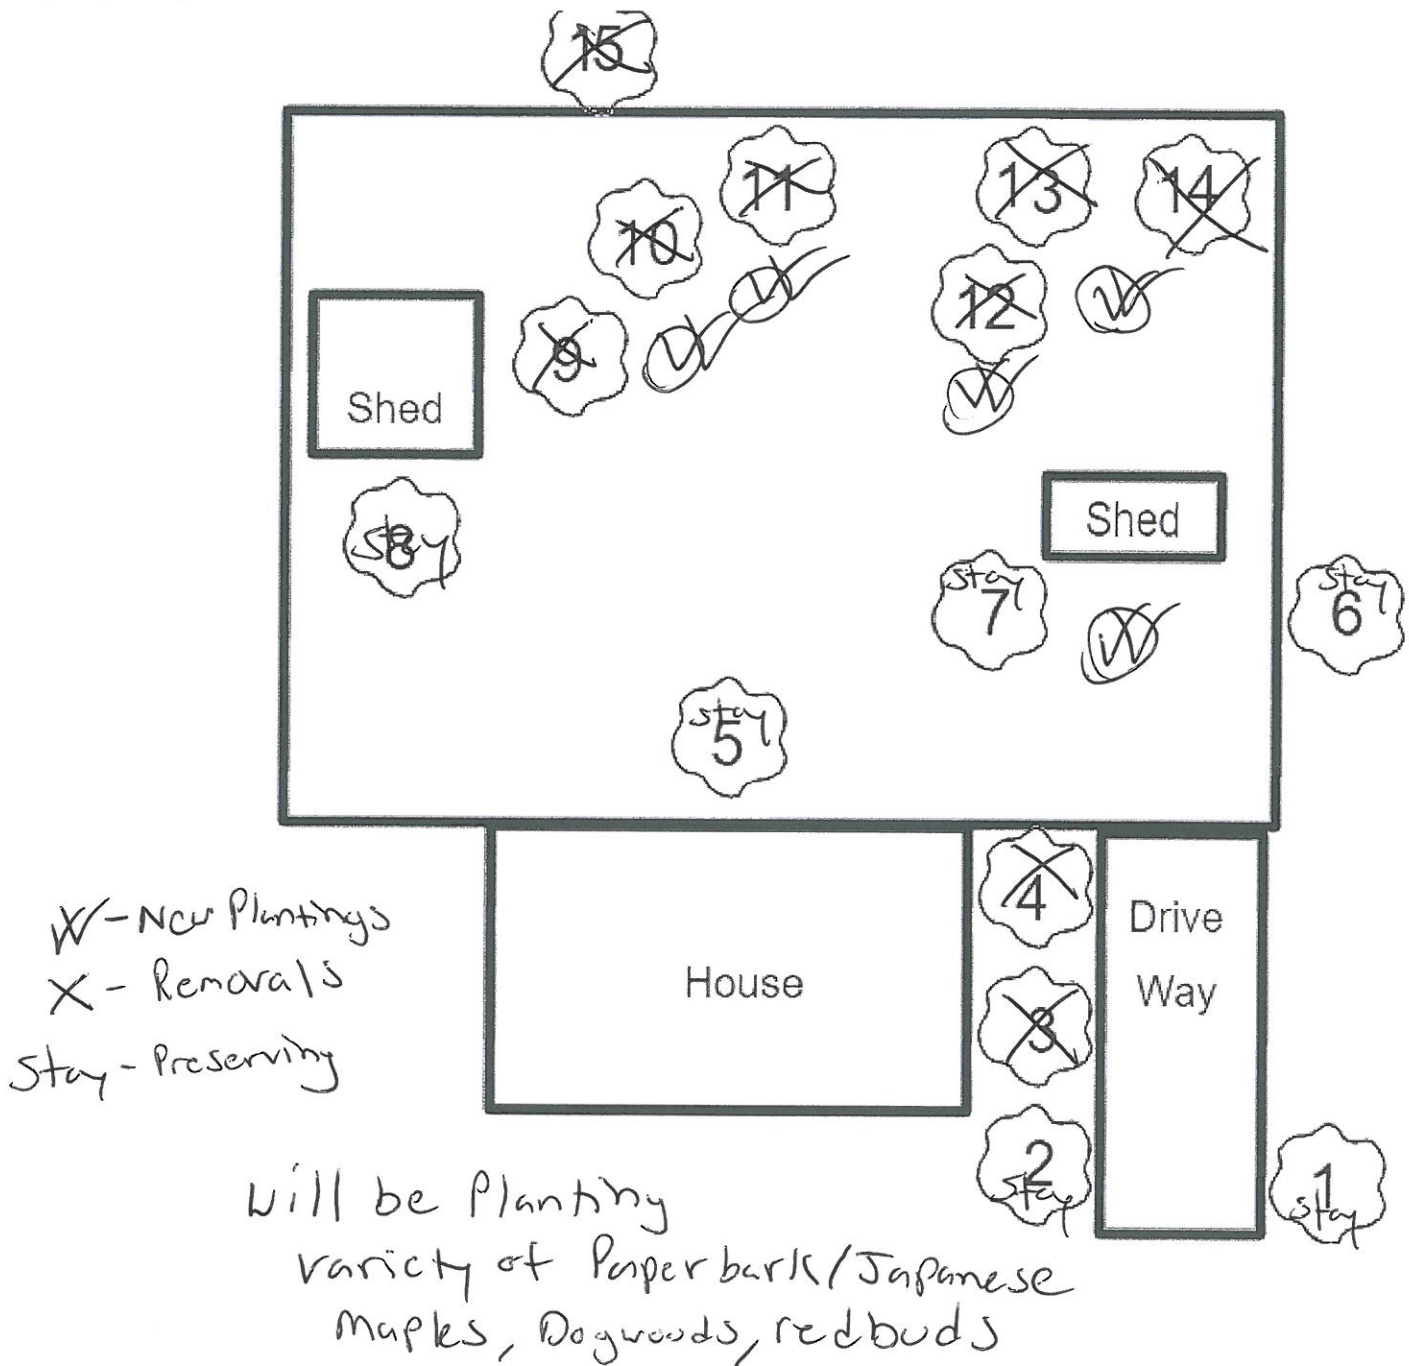 15
11
13
14
10
12
W
W
W
9
W
Shed
Shed
8 Stay
Stay
7
Stay
6
W
Stay
5
4
Drive
Way
W - New Plantings
X - Removals
Stay - Preserving
House
3
2
Stay
1
Stay
Will be Planting
variety of Paperbark/Japanese
Maples, Dogwoods, redbuds